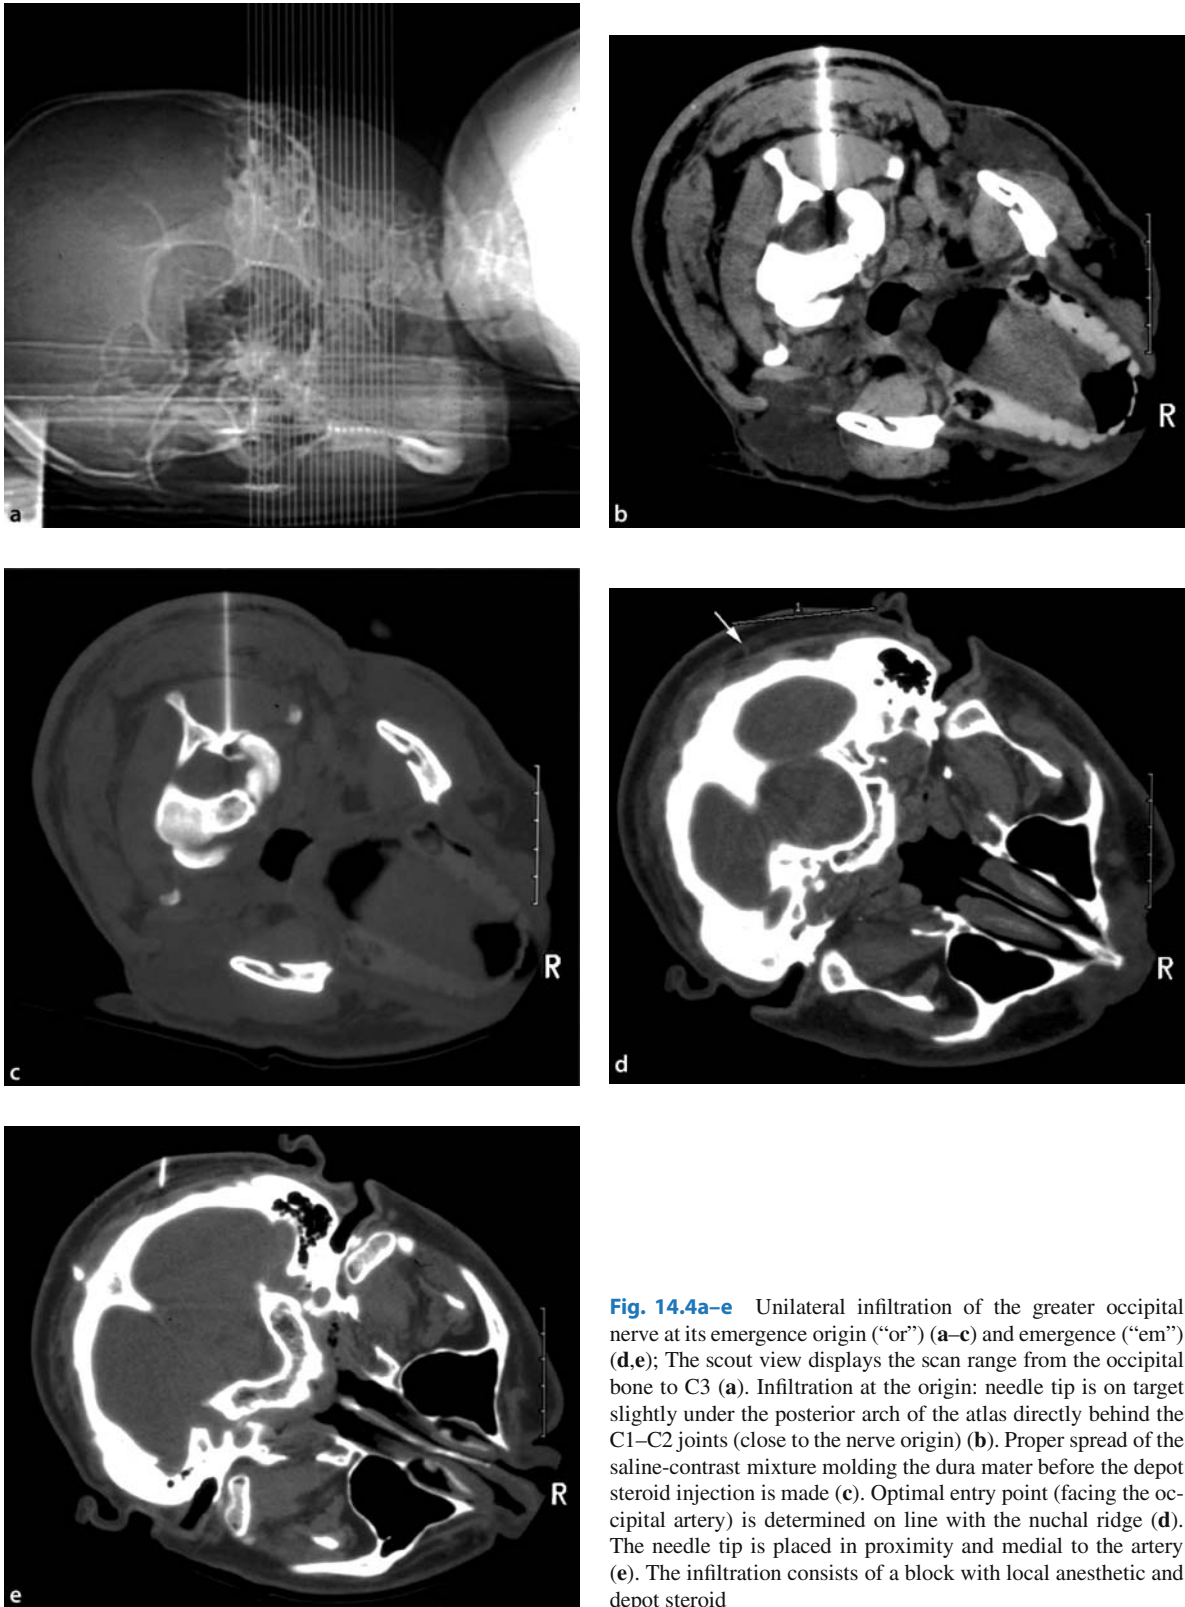 a
b
R
c
R
1
d
R
e
R
Fig. 14.4a–e Unilateral infiltration of the greater occipital
nerve at its emergence origin (“or”) (a–c) and emergence (“em”)
(d,e); The scout view displays the scan range from the occipital
bone to C3 (a). Infiltration at the origin: needle tip is on target
slightly under the posterior arch of the atlas directly behind the
C1–C2 joints (close to the nerve origin) (b). Proper spread of the
saline-contrast mixture molding the dura mater before the depot
steroid injection is made (c). Optimal entry point (facing the oc-
cipital artery) is determined on line with the nuchal ridge (d).
The needle tip is placed in proximity and medial to the artery
(e). The infiltration consists of a block with local anesthetic and
depot steroid